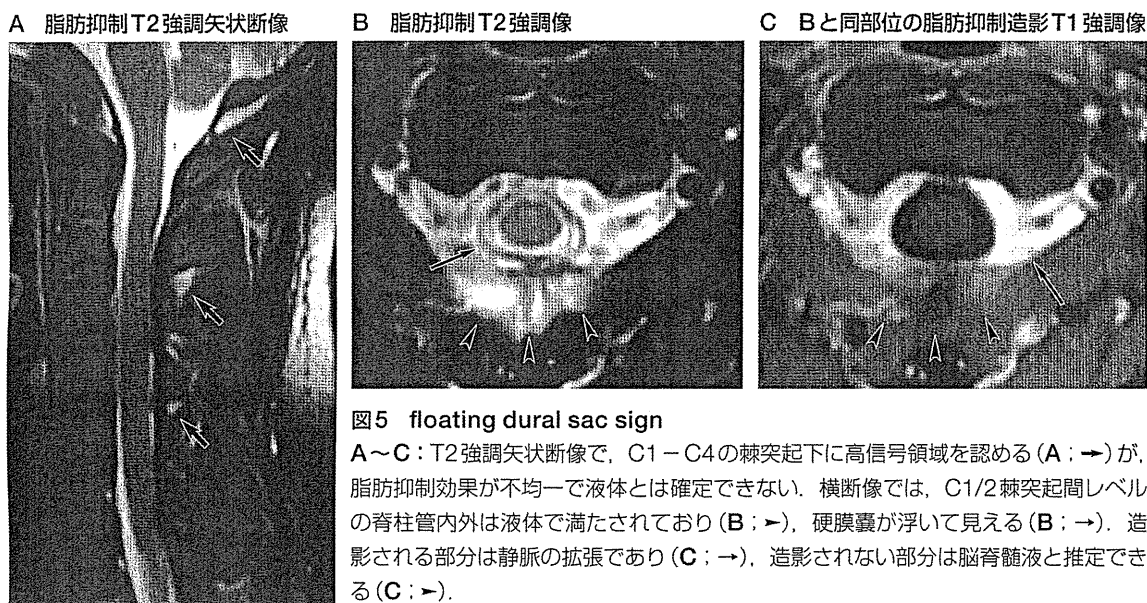 A 脂肪抑制T2強調矢状断像
B 脂肪抑制T2強調像
C Bと同部位の脂肪抑制造影T1強調像
図5 floating dural sac sign
A〜C：T2強調矢状断像で，C1－C4の棘突起下に高信号領域を認める（A；→）が，
脂肪抑制効果が不均一で液体とは確定できない．横断像では，C1/2棘突起間レベル
の脊柱管内外は液体で満たされており（B；➤），硬膜嚢が浮いて見える（B；→）．造
影される部分は静脈の拡張であり（C；→），造影されない部分は脳脊髄液と推定でき
る（C；➤）．